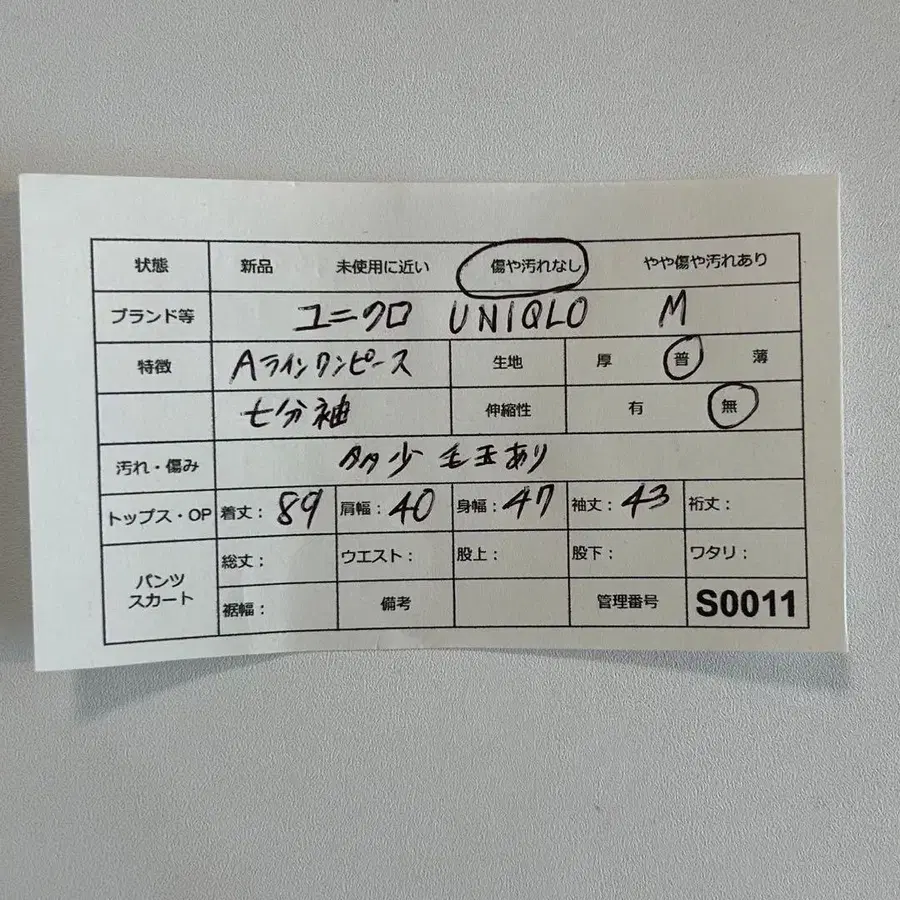 状態 新品 未使用に近い 傷や汚れなし やや傷や汚れあり
ブランド等 ユニクロ UNIQLO M
特徴 Aラインワンピース 生地 厚 普 薄
七分袖 伸縮性 有 無
汚れ・傷み 多少毛玉あり
トップス・OP 着丈: 89 肩幅: 40 身幅: 47 袖丈: 43 裄丈:
パンツ スカート 総丈: ウエスト: 股上: 股下: ワタリ:
裾幅: 備考 管理番号 S0011